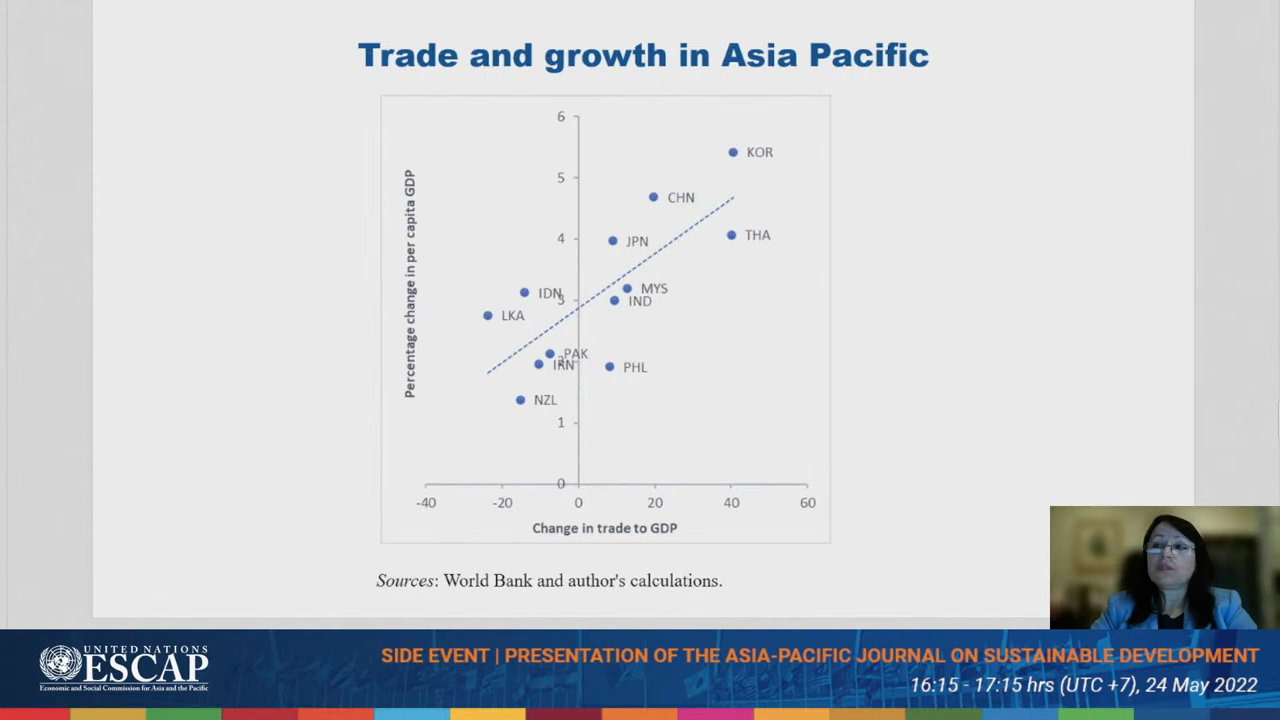 Trade and growth in Asia Pacific
6
5
4
3
2
1
0
Percentage change in per capita GDP
KOR
CHN
THA
JPN
MYS
IDN
IND
LKA
PAK
IRN
PHL
NZL
-40
-20
0
20
40
60
Change in trade to GDP
Sources: World Bank and author's calculations.
UNITED NATIONS
ESCAP
Economic and Social Commission for Asia and the Pacific
SIDE EVENT | PRESENTATION OF THE ASIA-PACIFIC JOURNAL ON SUSTAINABLE DEVELOPMENT
16:15 - 17:15 hrs (UTC +7), 24 May 2022